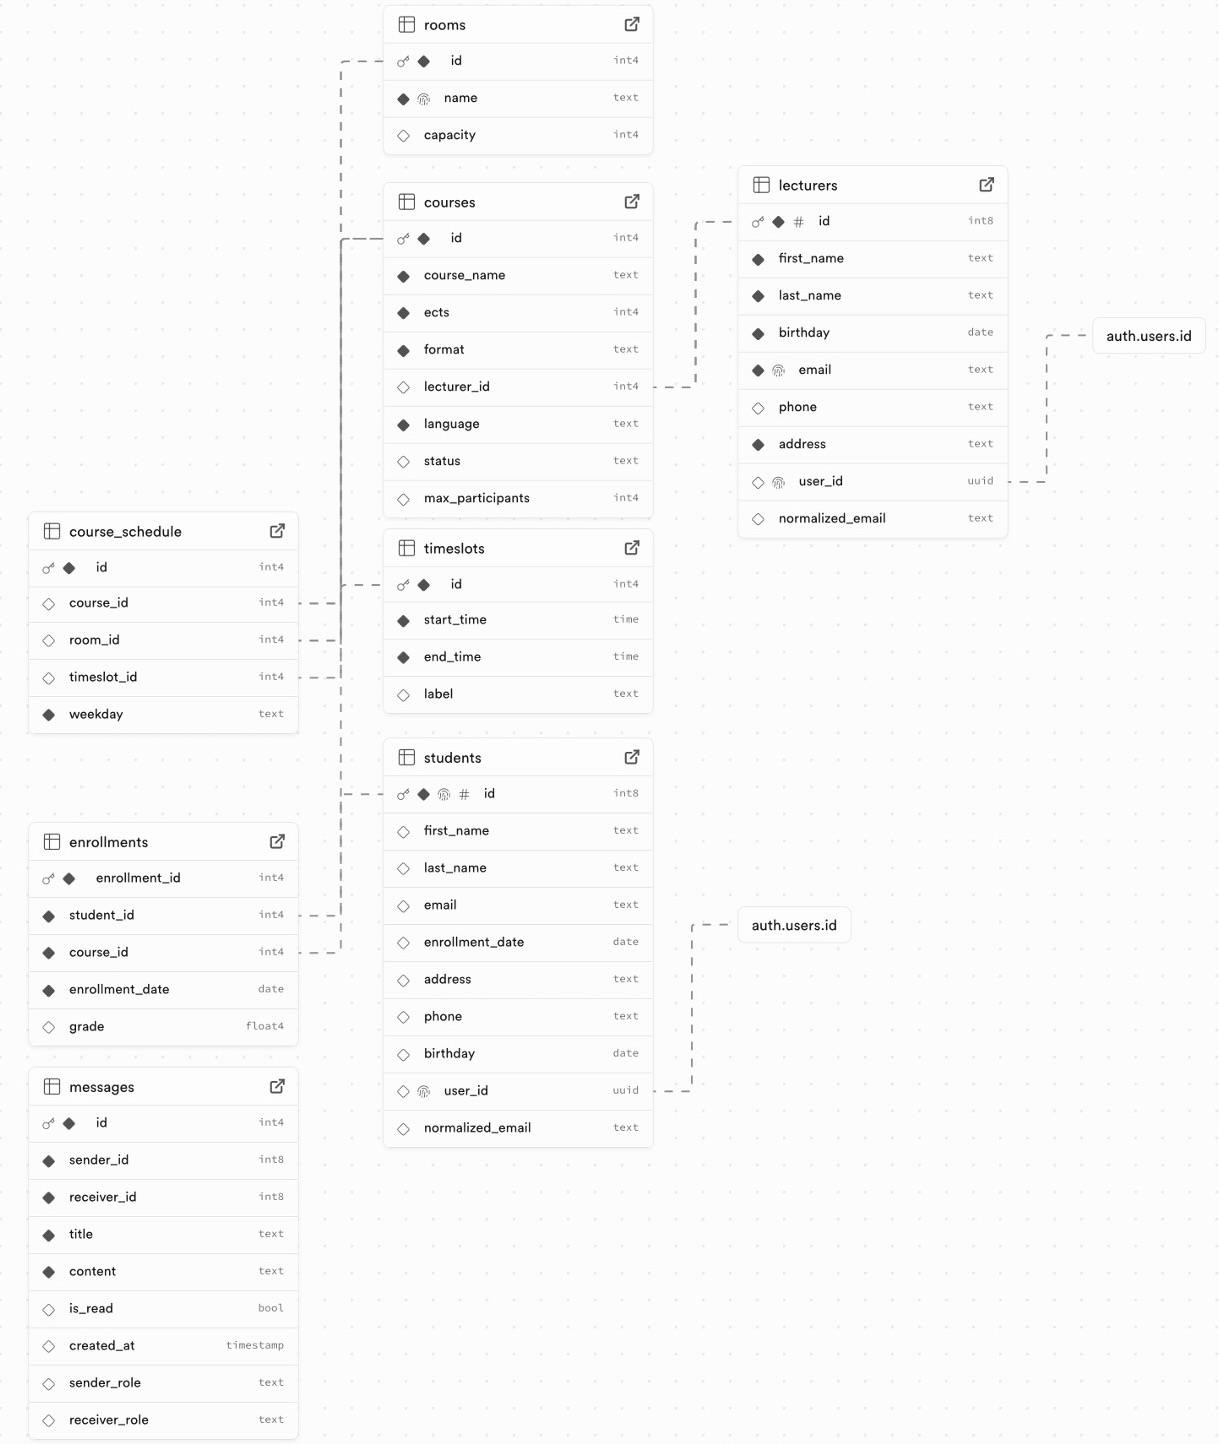 rooms
id int4
name text
capacity int4
courses
id int4
course_name text
ects int4
format text
lecturer_id int4
language text
status text
max_participants int4
lecturers
id int8
first_name text
last_name text
birthday date
email text
phone text
address text
user_id uuid
normalized_email text
auth.users.id
course_schedule
id int4
course_id int4
room_id int4
timeslot_id int4
weekday text
timeslots
id int4
start_time time
end_time time
label text
students
# id int8
first_name text
last_name text
email text
enrollment_date date
address text
phone text
birthday date
user_id uuid
normalized_email text
auth.users.id
enrollments
enrollment_id int4
student_id int4
course_id int4
enrollment_date date
grade float4
messages
id int4
sender_id int8
receiver_id int8
title text
content text
is_read bool
created_at timestamp
sender_role text
receiver_role text